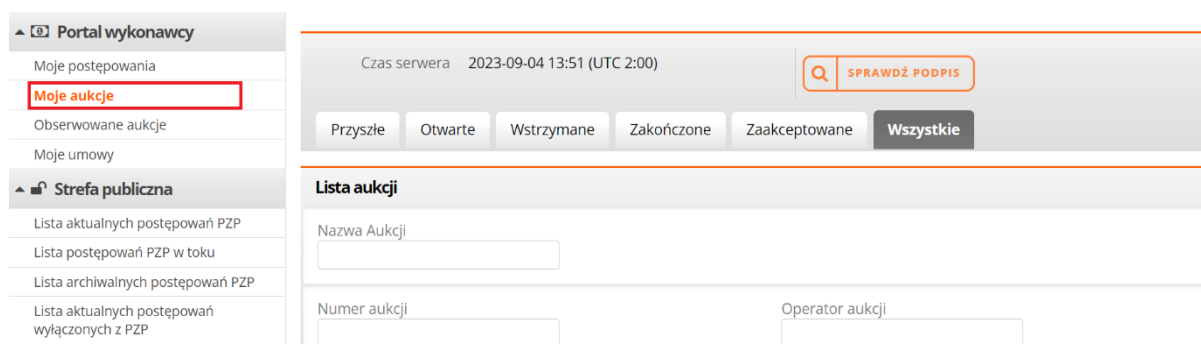 Portal wykonawcy
Moje postępowania
Moje aukcje
Obserwowane aukcje
Moje umowy
Strefa publiczna
Lista aktualnych postępowań PZP
Lista postępowań PZP w toku
Lista archiwalnych postępowań PZP
Lista aktualnych postępowań
wyłączonych z PZP
Czas serwera 2023-09-04 13:51 (UTC 2:00)
SPRAWDŹ PODPIS
Przyszłe Otwarte Wstrzymane Zakończone Zaakceptowane Wszystkie
Lista aukcji
Nazwa Aukcji
Numer aukcji Operator aukcji